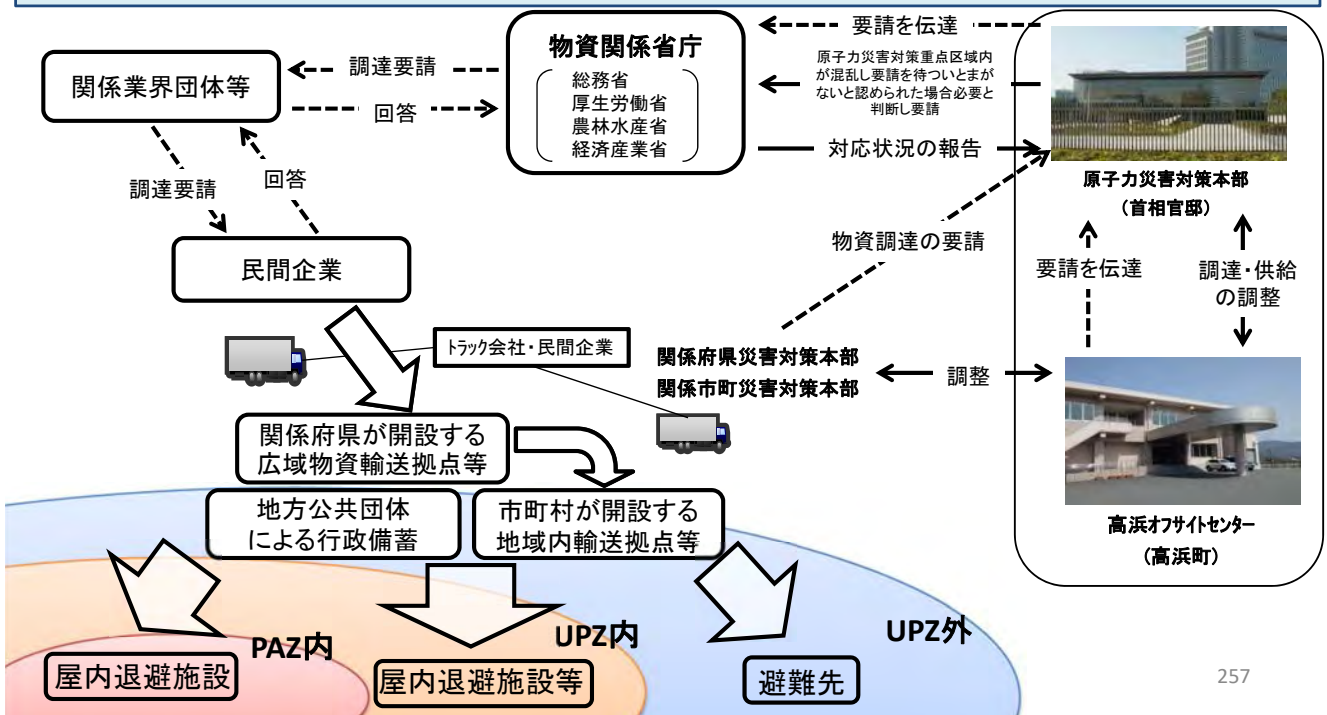 物資関係省庁
総務省
厚生労働省
農林水産省
経済産業省
関係業界団体等
調達要請
回答
要請を伝達
原子力災害対策重点区域内
が混乱し要請を待ついとまが
ないと認められた場合必要と
判断し要請
対応状況の報告
原子力災害対策本部
（首相官邸）
調達要請
回答
民間企業
物資調達の要請
要請を伝達
調達・供給
の調整
トラック会社・民間企業
関係府県災害対策本部
関係市町災害対策本部
調整
高浜オフサイトセンター
（高浜町）
関係府県が開設する
広域物資輸送拠点等
地方公共団体
による行政備蓄
市町村が開設する
地域内輸送拠点等
PAZ内
UPZ内
UPZ外
屋内退避施設
屋内退避施設等
避難先
257